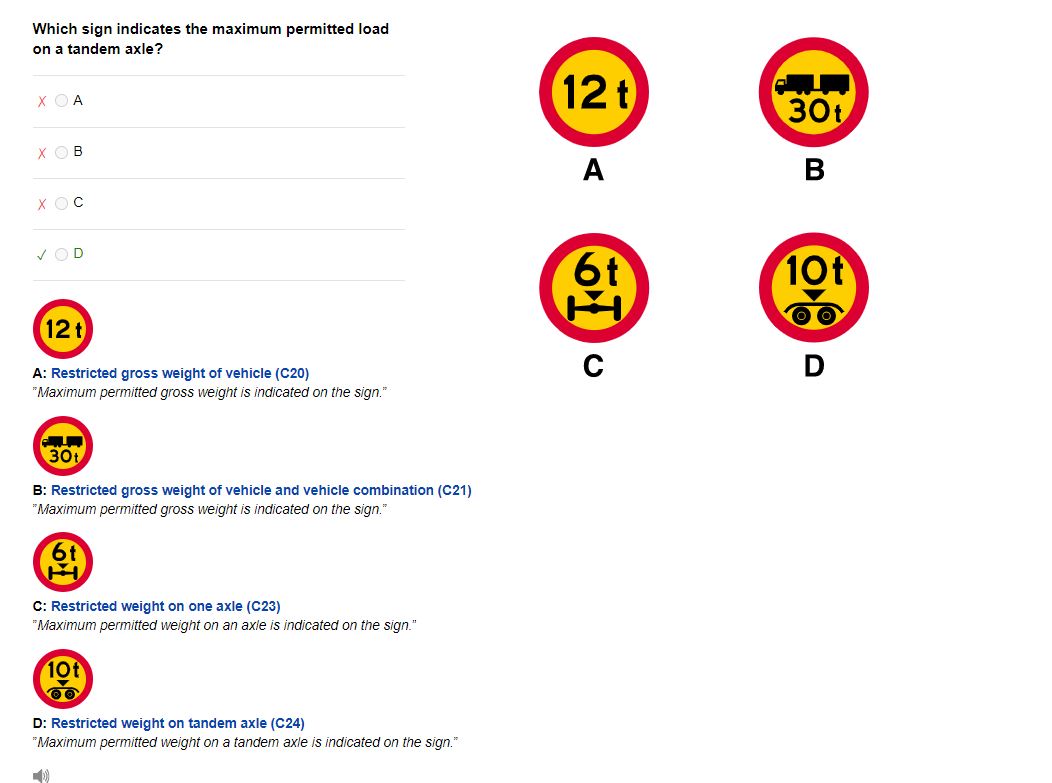 Which sign indicates the maximum permitted load
on a tandem axle?
X A
X B
X C
✓ D
12 t
A: Restricted gross weight of vehicle (C20)
”Maximum permitted gross weight is indicated on the sign.”
30t
B: Restricted gross weight of vehicle and vehicle combination (C21)
”Maximum permitted gross weight is indicated on the sign.”
6t
C: Restricted weight on one axle (C23)
”Maximum permitted weight on an axle is indicated on the sign.”
10t
D: Restricted weight on tandem axle (C24)
”Maximum permitted weight on a tandem axle is indicated on the sign.”
12 t
A
30t
B
6t
C
10t
D